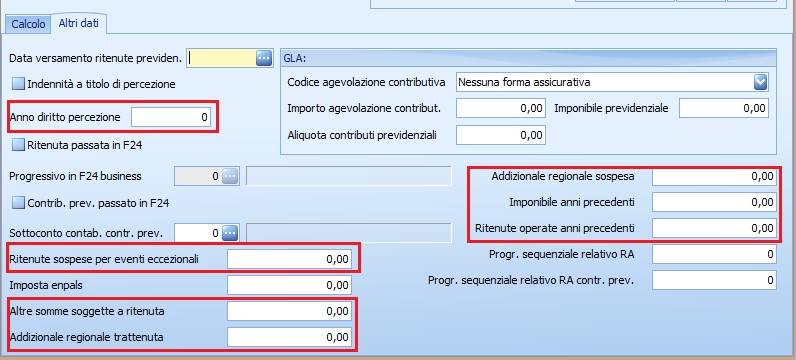 Calcolo Altri dati
Data versamento ritenute previden. ...
Indennità a titolo di percezione
Anno diritto percezione 0
Ritenuta passata in F24
Progressivo in F24 business 0 ...
Contrib. prev. passato in F24
Sottoconto contab. contr. prev. 0 ...
Ritenute sospese per eventi eccezionali 0,00
Imposta enpals 0,00
Altre somme soggette a ritenuta 0,00
Addizionale regionale trattenuta 0,00
GLA:
Codice agevolazione contributiva Nessuna forma assicurativa
Importo agevolazione contribut. 0,00 Imponibile previdenziale 0,00
Aliquota contributi previdenziali 0,00
Addizionale regionale sospesa 0,00
Imponibile anni precedenti 0,00
Ritenute operate anni precedenti 0,00
Progr. sequenziale relativo RA 0
Progr. sequenziale relativo RA contr. prev. 0